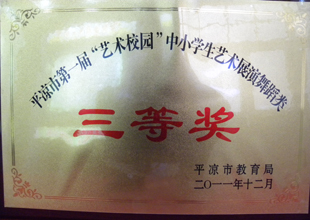 平凉市第一届“艺术校园”中小学生艺术展演舞蹈类
三等奖
平凉市教育局
二〇一一年十二月